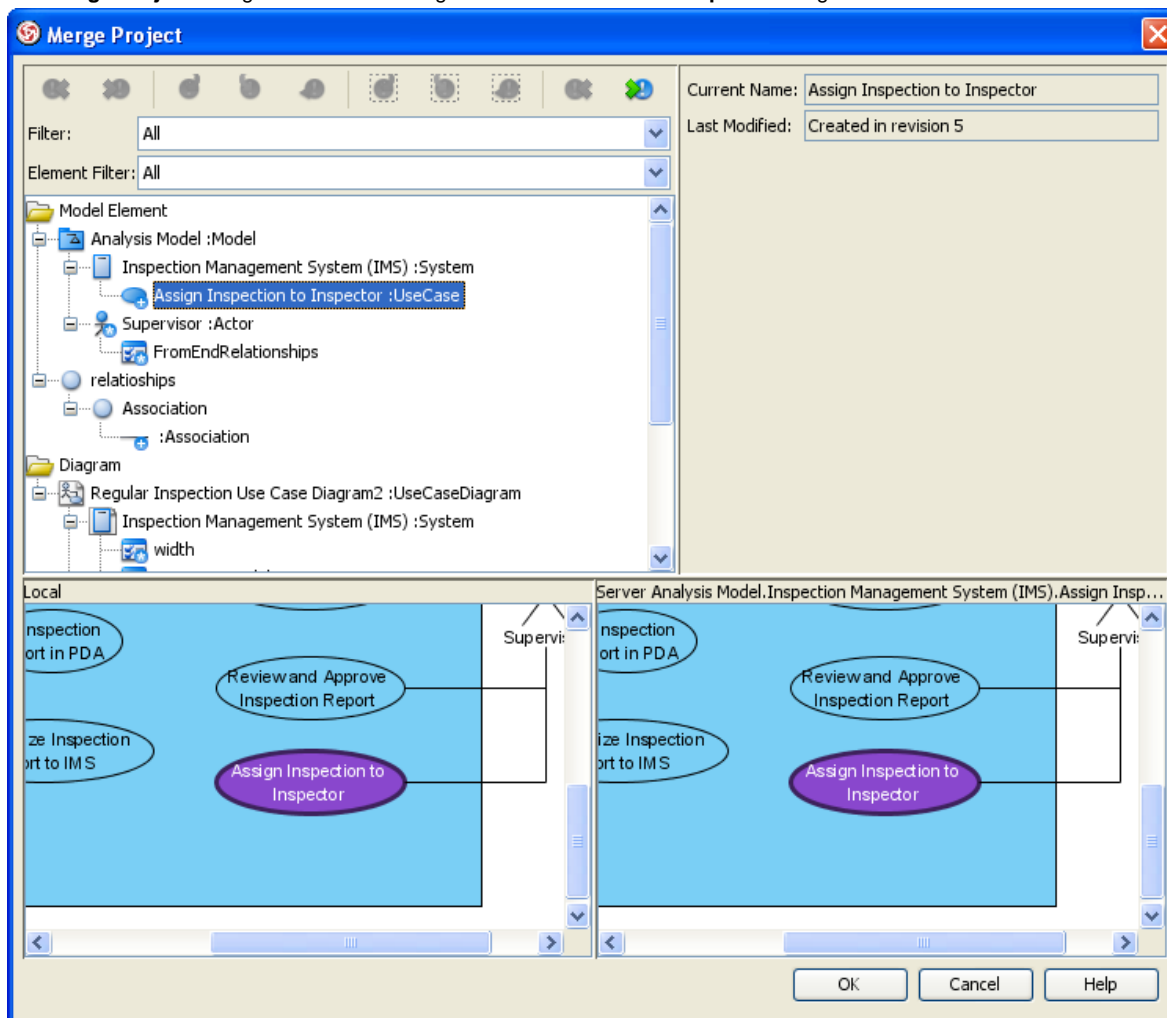 Merge Project
Current Name: Assign Inspection to Inspector
Last Modified: Created in revision 5
Filter: All
Element Filter: All
Model Element
Analysis Model :Model
Inspection Management System (IMS) :System
Assign Inspection to Inspector :UseCase
Supervisor :Actor
FromEndRelationships
relatioships
Association
:Association
Diagram
Regular Inspection Use Case Diagram2 :UseCaseDiagram
Inspection Management System (IMS) :System
width
Local
nspection
ort in PDA
Supervis
Review and Approve
Inspection Report
ze Inspection
ort to IMS
Assign Inspection to
Inspector
Server Analysis Model.Inspection Management System (IMS).Assign Insp...
nspection
ort in PDA
Supervis
Review and Approve
Inspection Report
ize Inspection
ort to IMS
Assign Inspection to
Inspector
OK
Cancel
Help